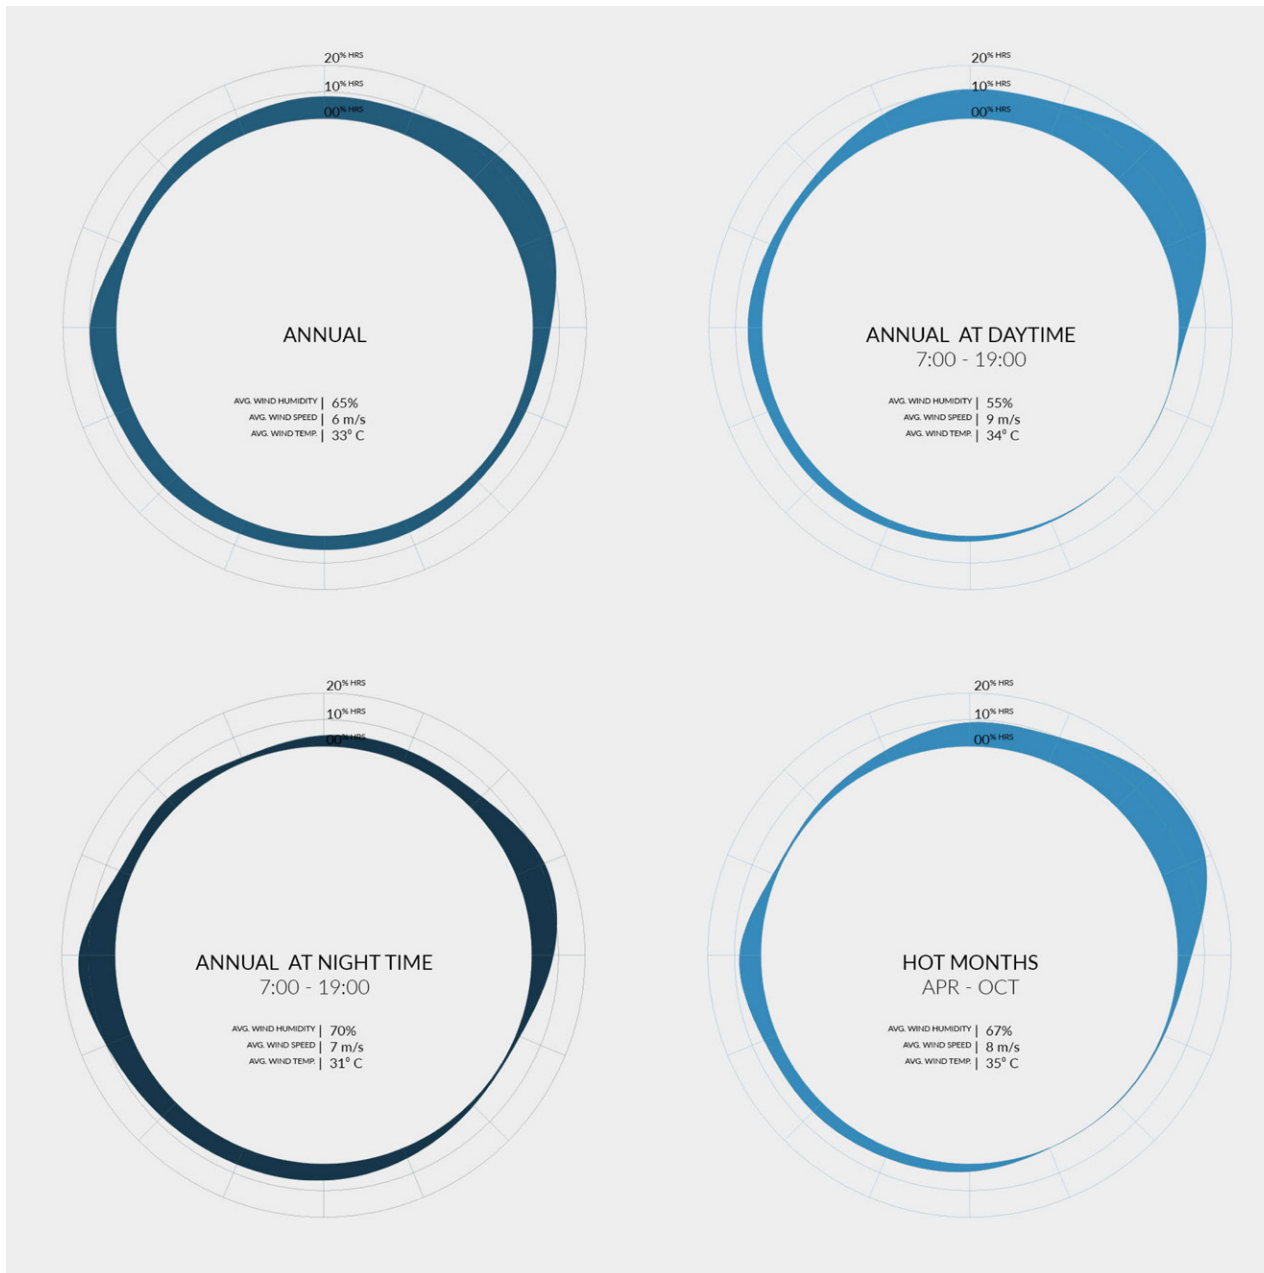 20% HRS
10% HRS
00% HRS
ANNUAL
AVG. WIND HUMIDITY | 65%
AVG. WIND SPEED | 6 m/s
AVG. WIND TEMP. | 33° C
20% HRS
10% HRS
00% HRS
ANNUAL AT DAYTIME
7:00 - 19:00
AVG. WIND HUMIDITY | 55%
AVG. WIND SPEED | 9 m/s
AVG. WIND TEMP. | 34° C
20% HRS
10% HRS
00% HRS
ANNUAL AT NIGHT TIME
7:00 - 19:00
AVG. WIND HUMIDITY | 70%
AVG. WIND SPEED | 7 m/s
AVG. WIND TEMP. | 31° C
20% HRS
10% HRS
00% HRS
HOT MONTHS
APR - OCT
AVG. WIND HUMIDITY | 67%
AVG. WIND SPEED | 8 m/s
AVG. WIND TEMP. | 35° C